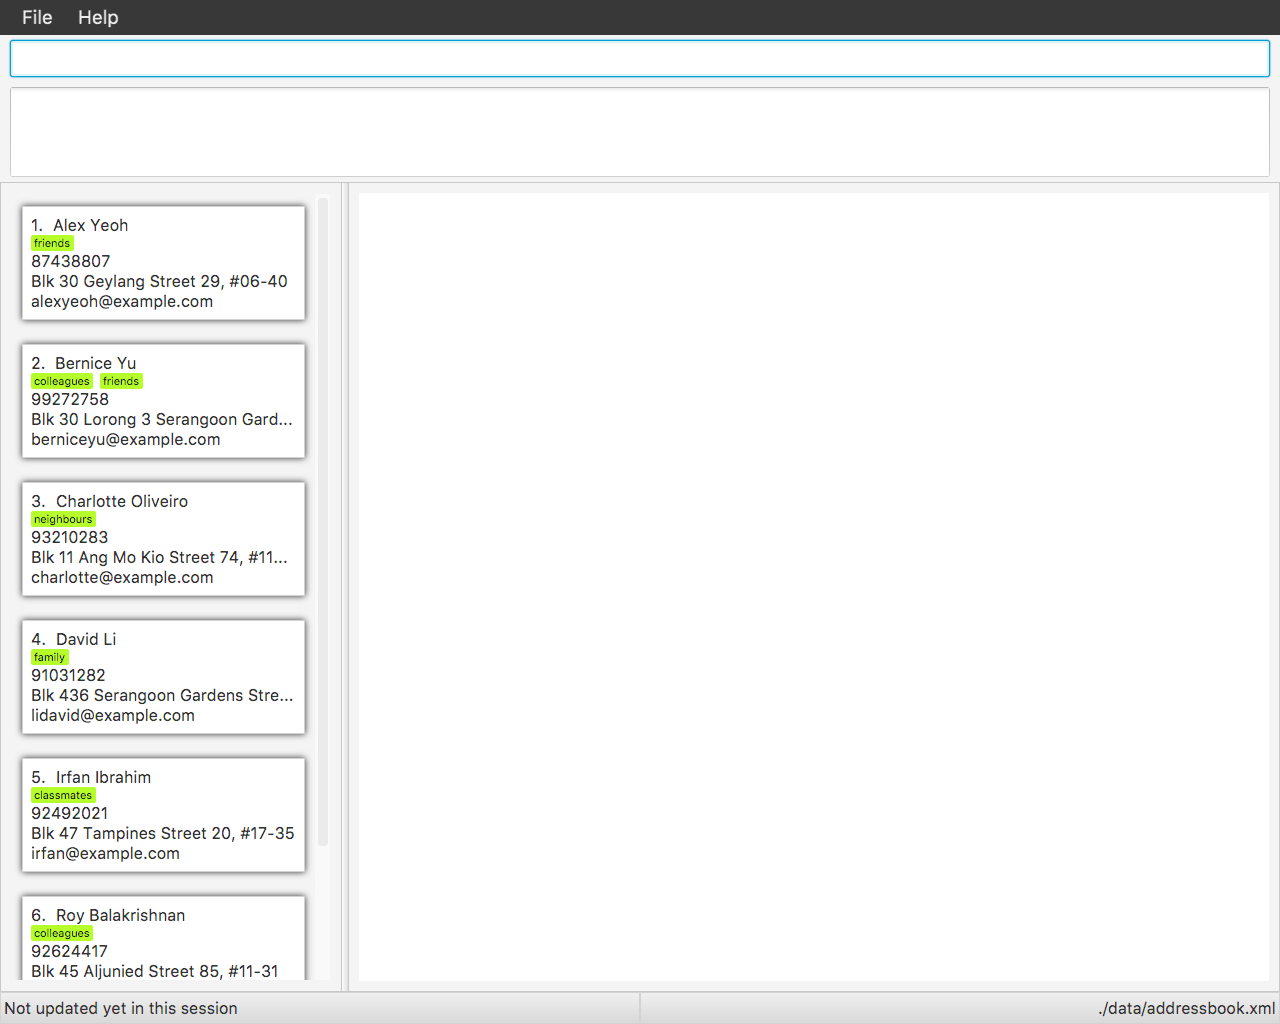 File Help
1. Alex Yeoh
friends
87438807
Blk 30 Geylang Street 29, #06-40
alexyeoh@example.com
2. Bernice Yu
colleagues friends
99272758
Blk 30 Lorong 3 Serangoon Gard...
berniceyu@example.com
3. Charlotte Oliveiro
neighbours
93210283
Blk 11 Ang Mo Kio Street 74, #11...
charlotte@example.com
4. David Li
family
91031282
Blk 436 Serangoon Gardens Stre...
lidavid@example.com
5. Irfan Ibrahim
classmates
92492021
Blk 47 Tampines Street 20, #17-35
irfan@example.com
6. Roy Balakrishnan
colleagues
92624417
Blk 45 Aljunied Street 85, #11-31
Not updated yet in this session
./data/addressbook.xml